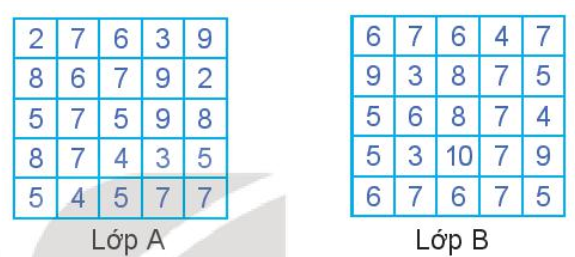 2 7 6 3 9
8 6 7 9 2
5 7 5 9 8
8 7 4 3 5
5 4 5 7 7
Lớp A
6 7 6 4 7
9 3 8 7 5
5 6 8 7 4
5 3 10 7 9
6 7 6 7 5
Lớp B